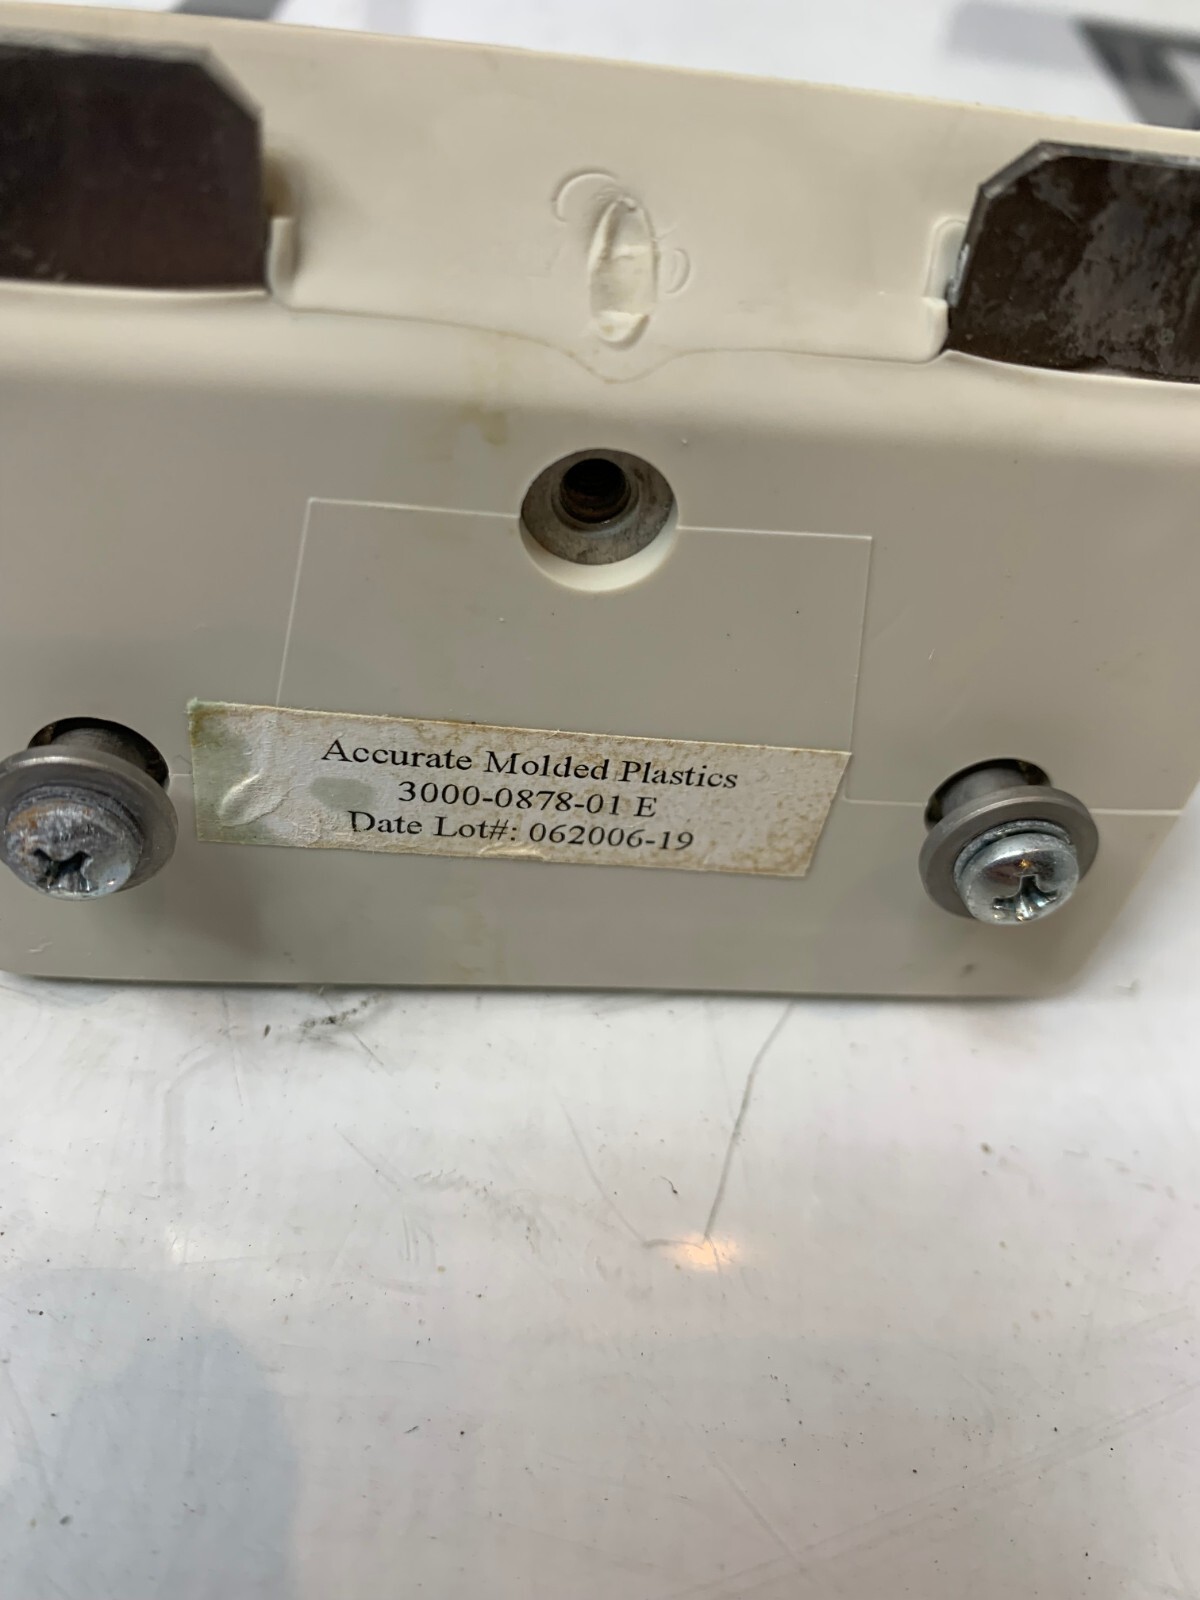 Accurate Molded Plastics
3000-0878-01 E
Date Lot#: 062006-19